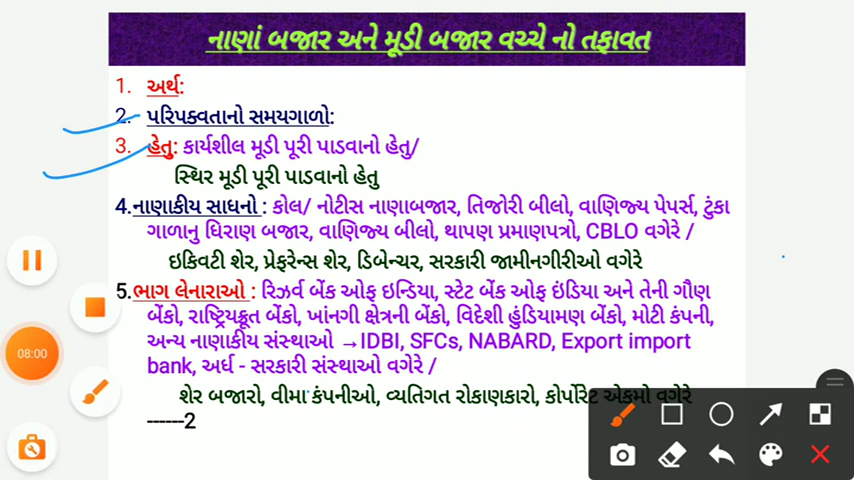 નાણાં બજાર અને મૂડી બજાર વચ્ચે નો તફાવત
1. અર્થ:
2. પરિપક્વતાનો સમયગાળો:
3. હેતુ: કાર્યશીલ મૂડી પૂરી પાડવાનો હેતુ/
સ્થિર મૂડી પૂરી પાડવાનો હેતુ
4.નાણાકીય સાધનો : કોલ/ નોટીસ નાણાબજાર, તિજોરી બીલો, વાણિજ્ય પેપર્સ, ટુંકા
ગાળાનુ ધિરાણ બજાર, વાણિજ્ય બીલો, થાપણ પ્રમાણપત્રો, CBLO વગેરે /
ઇકિવટી શેર, પ્રેફરેન્સ શેર, ડિબેન્ચર, સરકારી જામીનગીરીઓ વગેરે
5.ભાગ લેનારાઓ : રિઝર્વ બેંક ઓફ ઇન્ડિયા, સ્ટેટ બેંક ઓફ ઇંડિયા અને તેની ગૌણ
બેંકો, રાષ્ટ્રિયક્રૂત બેંકો, ખાંનગી ક્ષેત્રની બેંકો, વિદેશી હુંડિયામણ બેંકો, મોટી કંપની,
અન્ય નાણાકીય સંસ્થાઓ →IDBI, SFCs, NABARD, Export import
bank, અર્ધ - સરકારી સંસ્થાઓ વગેરે /
શેર બજારો, વીમા કંપનીઓ, વ્યતિગત રોકાણકારો, કોર્પોરેટ એકમો વગેરે
------2
08:00